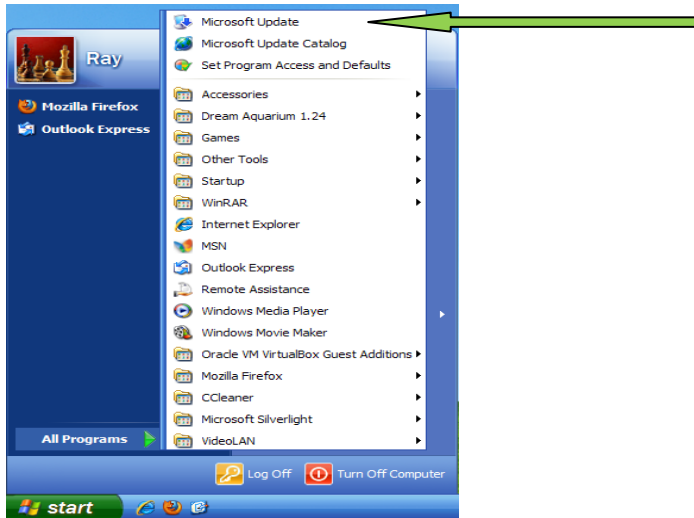 Ray
Mozilla Firefox
Outlook Express
All Programs
Microsoft Update
Microsoft Update Catalog
Set Program Access and Defaults
Accessories
Dream Aquarium 1.24
Games
Other Tools
Startup
WinRAR
Internet Explorer
MSN
Outlook Express
Remote Assistance
Windows Media Player
Windows Movie Maker
Oracle VM VirtualBox Guest Additions
Mozilla Firefox
CCleaner
Microsoft Silverlight
VideoLAN
Log Off
Turn Off Computer
start